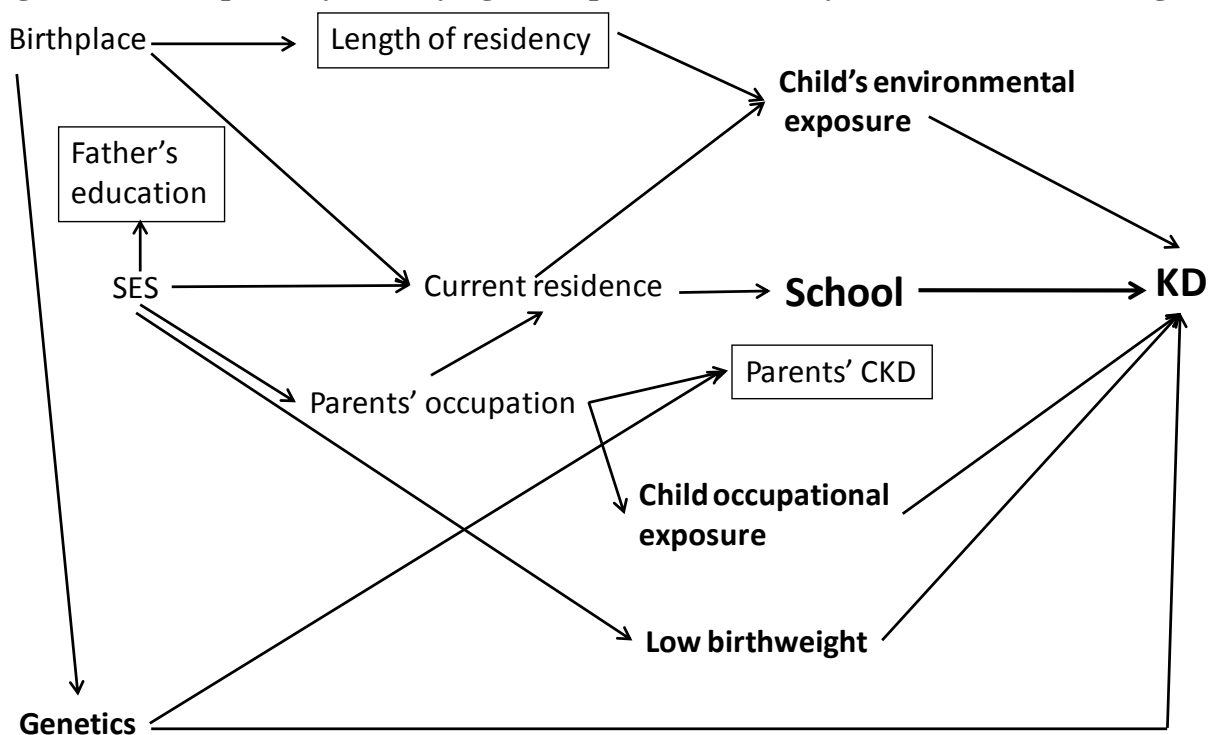 Birthplace
Length of residency
Child’s environmental
exposure
Father’s
education
SES
Current residence
School
KD
Parents’ CKD
Parents’ occupation
Child occupational
exposure
Low birthweight
Genetics